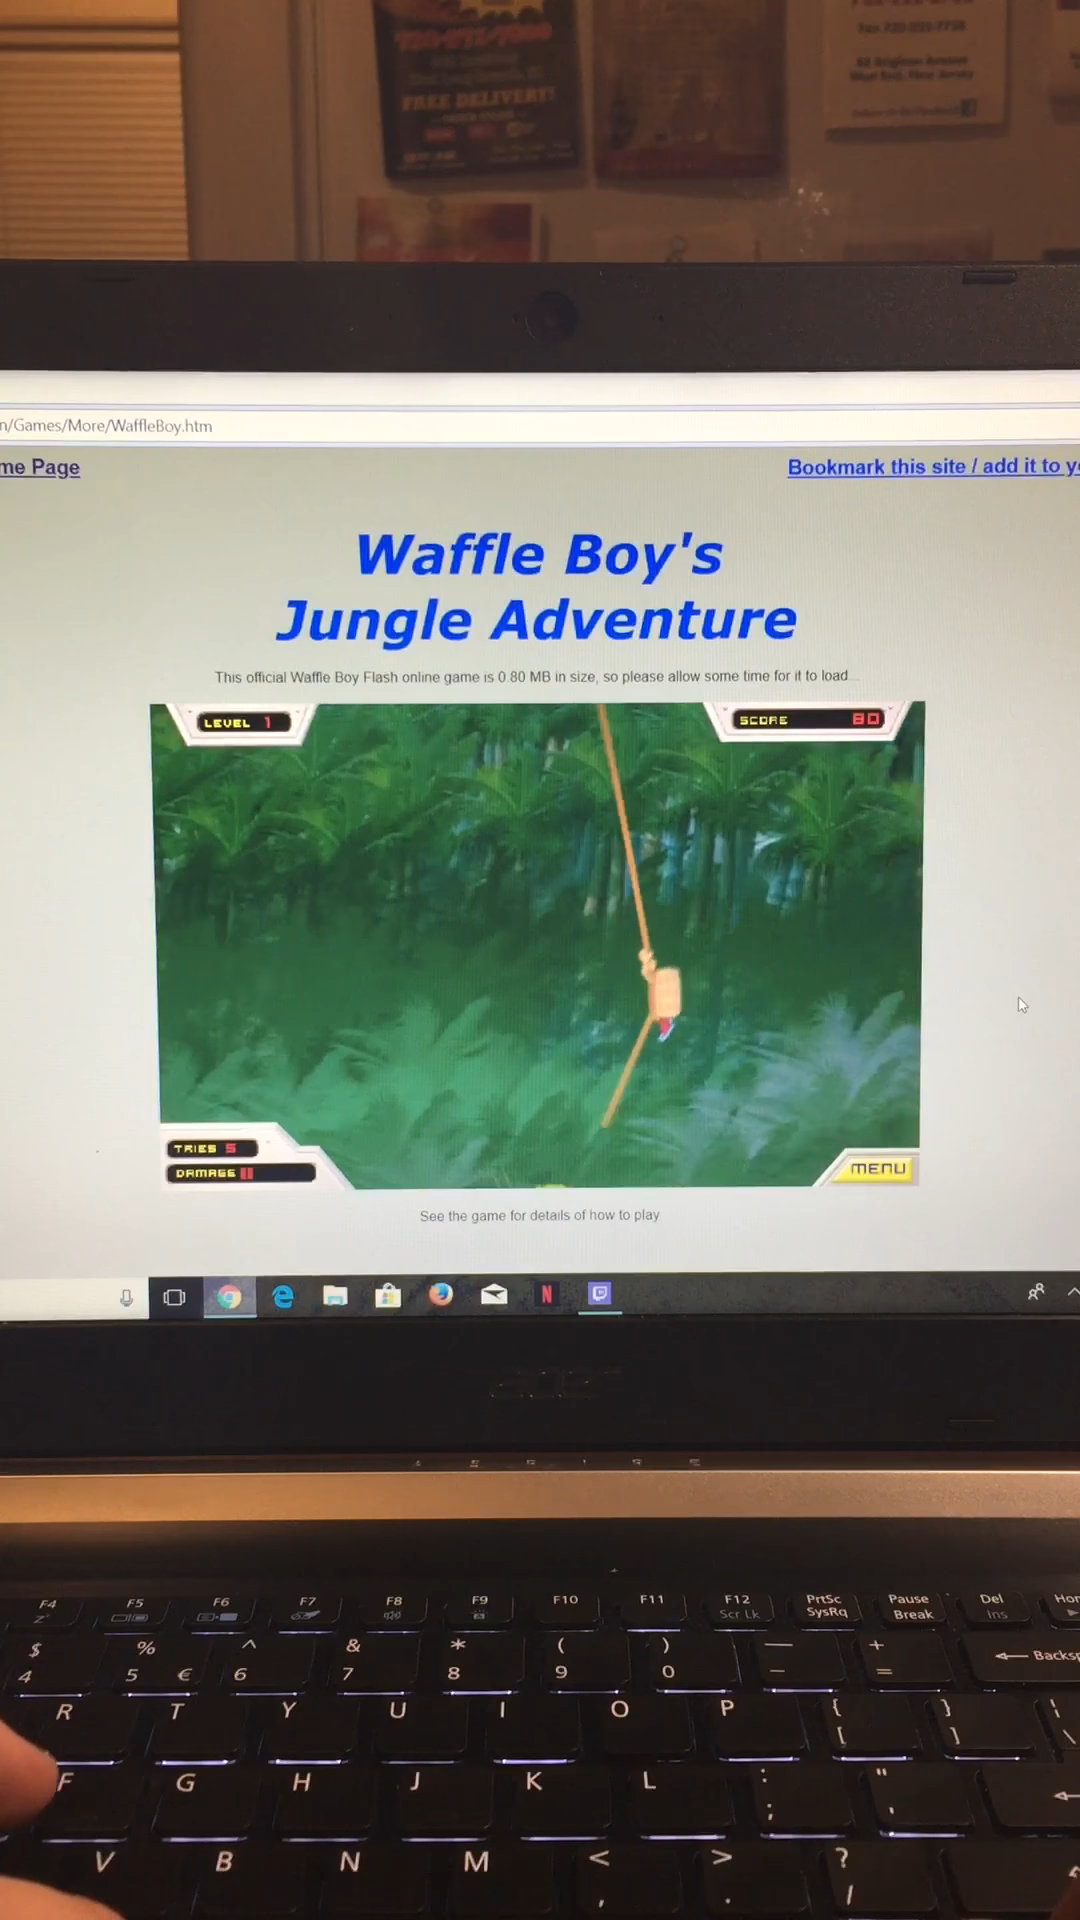 FREE DELIVERY!
n/Games/More/WaffleBoy.htm
me Page
Bookmark this site / add it to y
Waffle Boy's
Jungle Adventure
This official Waffle Boy Flash online game is 0.80 MB in size, so please allow some time for it to load
LEVEL 1
SCORE 80
TRIES 5
DAMAGE
MENU
See the game for details of how to play
N
acer
F4 F5 F6 F7 F8 F9 F10 F11 F12 PrtSc Pause Del Hom
z Scr Lk SysRq Break Ins
$ % ^ & * ( ) — +
4 5 € 6 7 8 9 0 - = Backsp
R T Y U I O P { }
[ ] \
F G H J K L : "
; '
V B N M < > ?
, . /